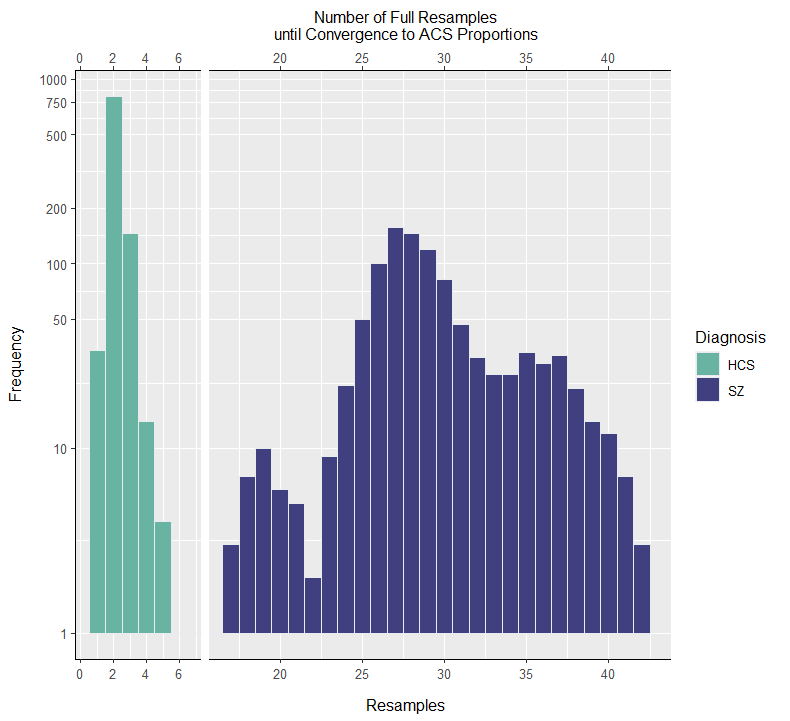 Number of Full Resamples
until Convergence to ACS Proportions
0 2 4 6 20 25 30 35 40
1000
750
500
200
100
50
10
1
Frequency
0 2 4 6 20 25 30 35 40
Resamples
Diagnosis
HCS
SZ